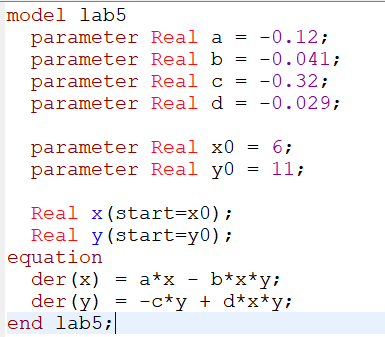 model lab5
  parameter Real a = -0.12;
  parameter Real b = -0.041;
  parameter Real c = -0.32;
  parameter Real d = -0.029;

  parameter Real x0 = 6;
  parameter Real y0 = 11;

  Real x(start=x0);
  Real y(start=y0);
equation
  der(x) = a*x - b*x*y;
  der(y) = -c*y + d*x*y;
end lab5;